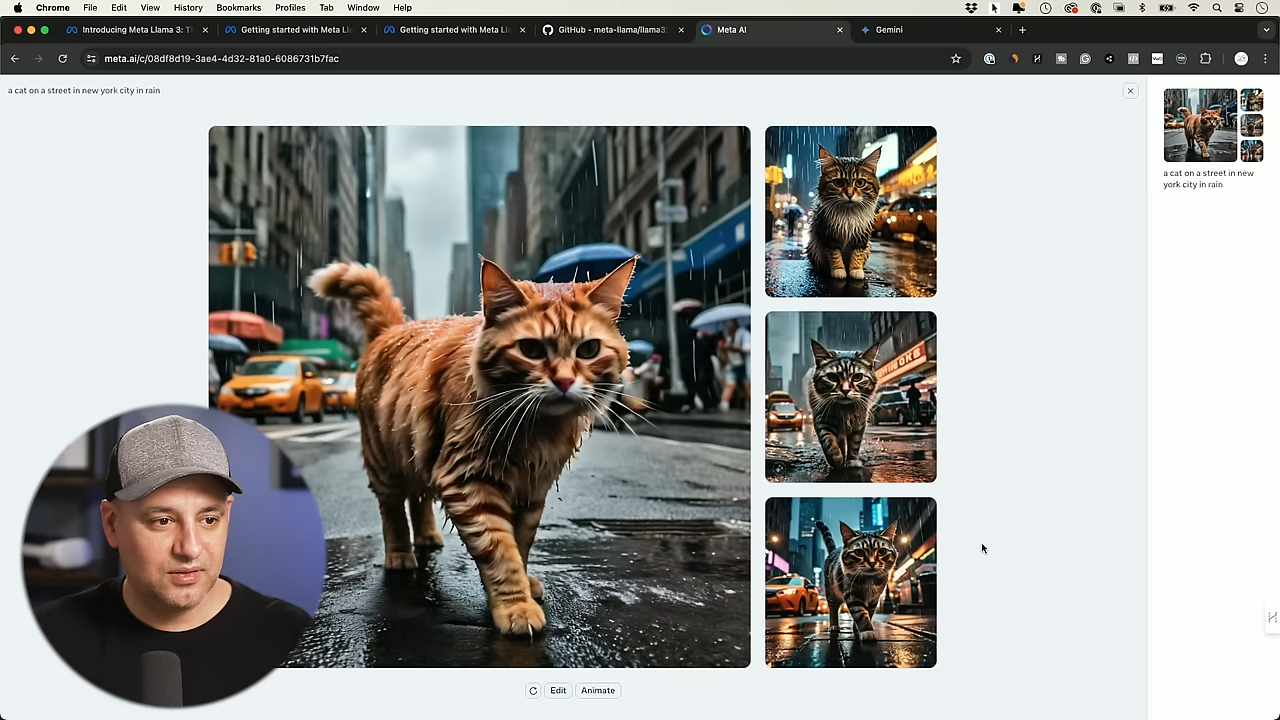 Chrome File Edit View History Bookmarks Profiles Tab Window Help
Introducing Meta Llama 3: T
Getting started with Meta Ll
Getting started with Meta Ll
GitHub - meta-llama/llama3:
Meta AI
Gemini
meta.ai/c/08df8d19-3ae4-4d32-81a0-6086731b7fac
a cat on a street in new york city in rain
a cat on a street in new
york city in rain
Edit
Animate